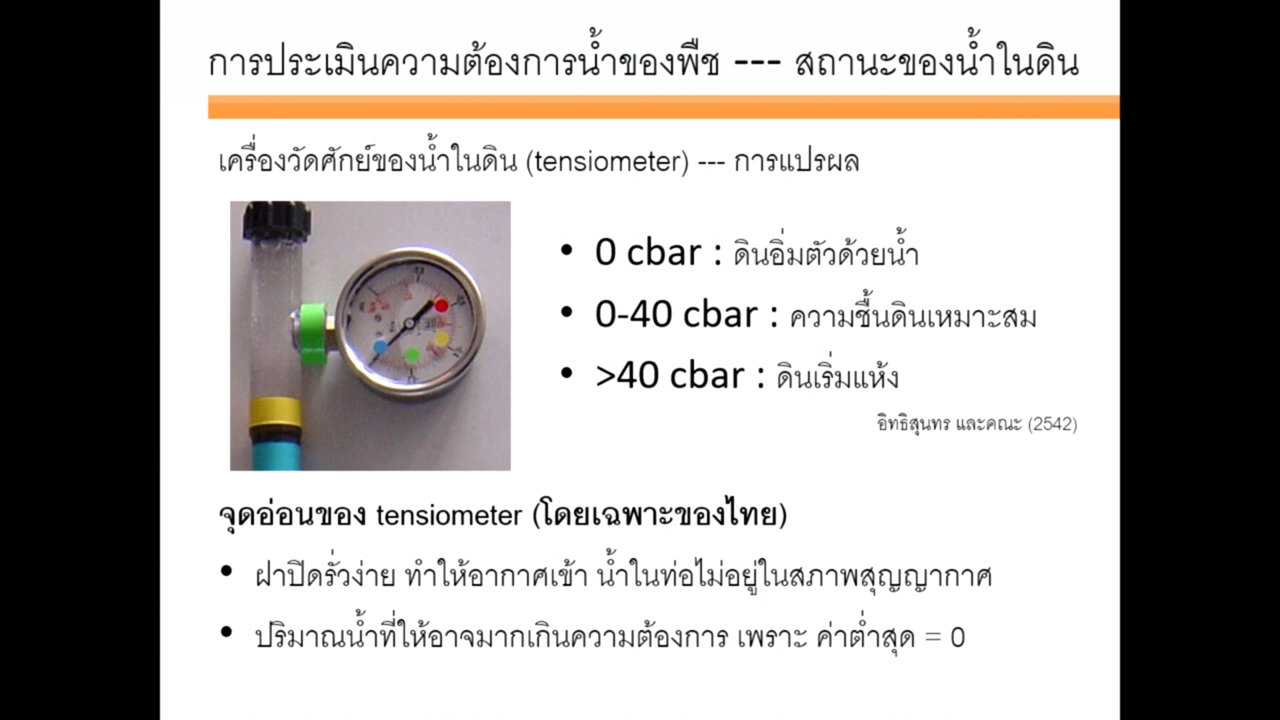 การประเมินความต้องการน้ำของพืช --- สถานะของน้ำในดิน
เครื่องวัดศักย์ของน้ำในดิน (tensiometer) --- การแปรผล
• 0 cbar : ดินอิ่มตัวด้วยน้ำ
• 0-40 cbar : ความชื้นดินเหมาะสม
• >40 cbar : ดินเริ่มแห้ง
อิทธิสุนทร และคณะ (2542)
จุดอ่อนของ tensiometer (โดยเฉพาะของไทย)
• ฝาปิดรั่วง่าย ทำให้อากาศเข้า น้ำในท่อไม่อยู่ในสภาพสุญญากาศ
• ปริมาณน้ำที่ให้อาจมากเกินความต้องการ เพราะ ค่าต่ำสุด = 0